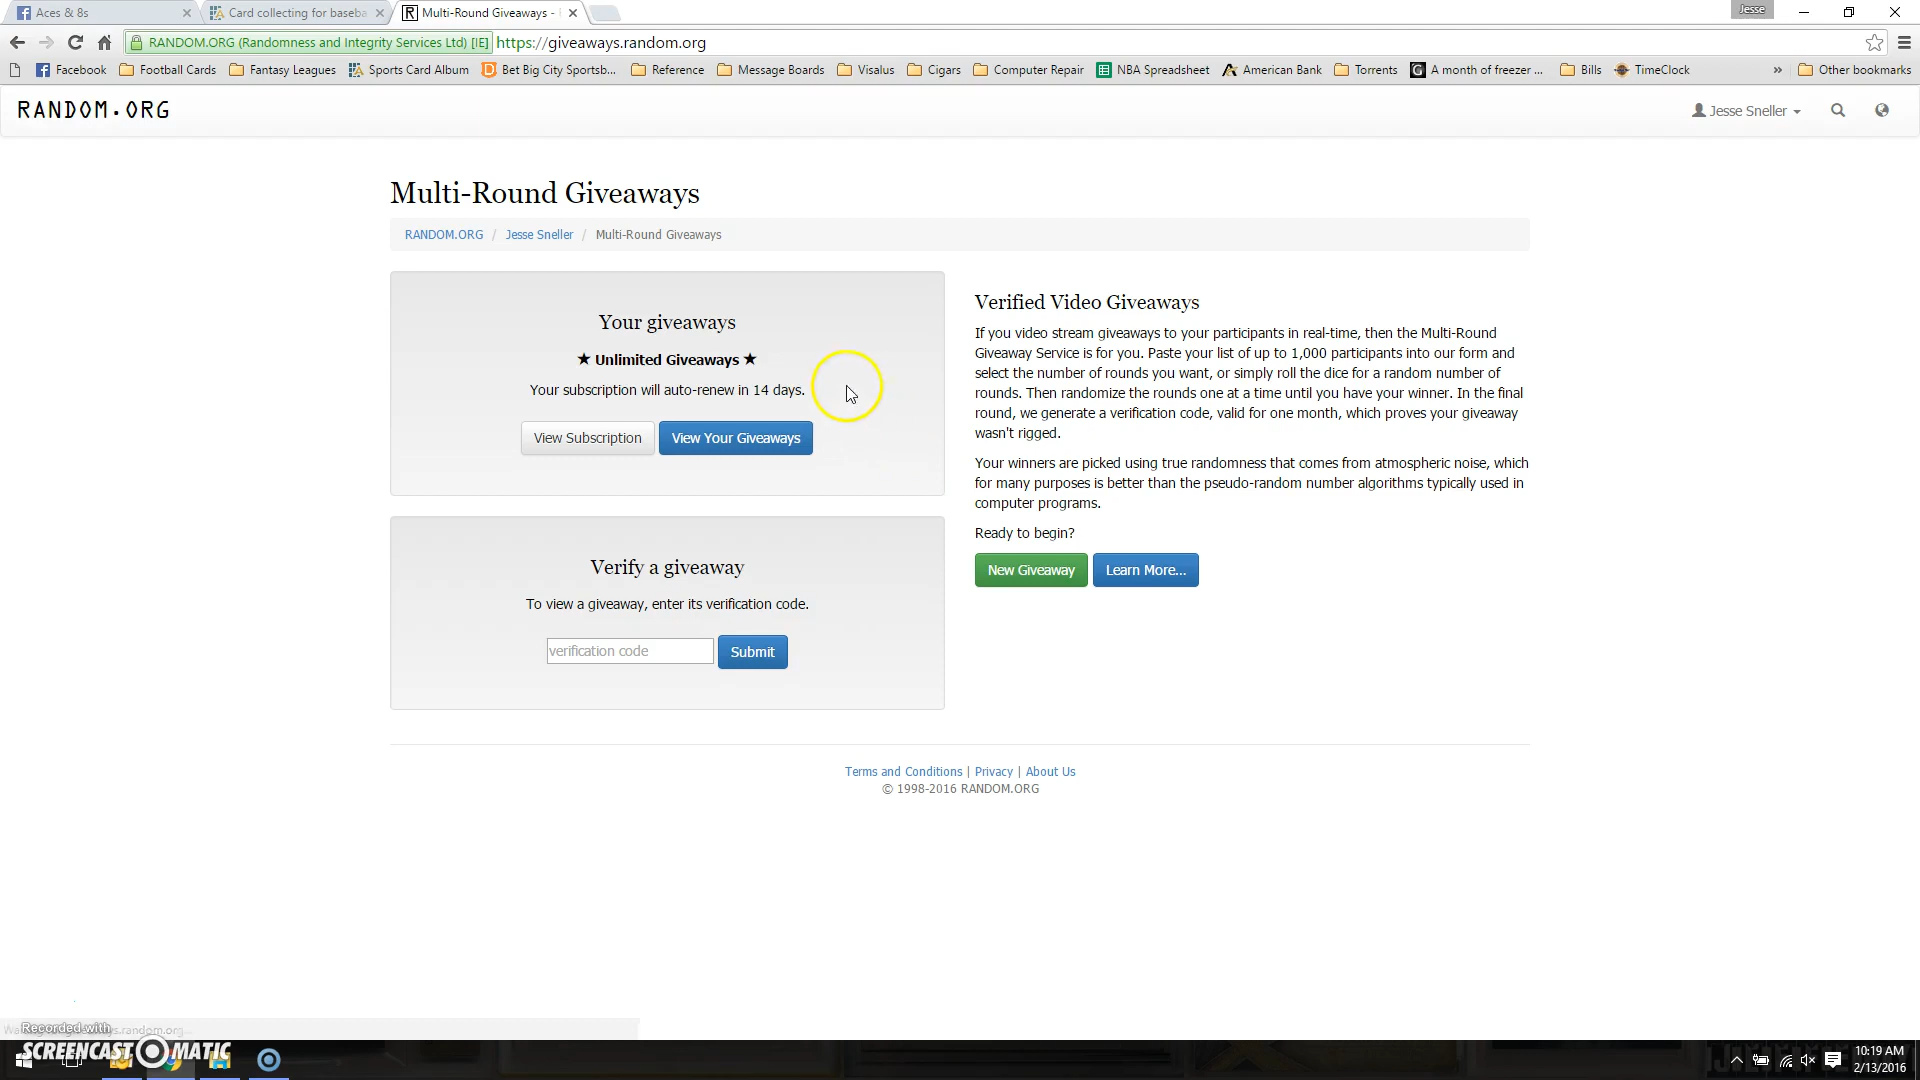 Aces & 8s
Card collecting for baseba
Multi-Round Giveaways -
Jesse
RANDOM.ORG (Randomness and Integrity Services Ltd) [IE] https://giveaways.random.org
Facebook Football Cards Fantasy Leagues Sports Card Album Bet Big City Sportsb... Reference Message Boards Visalus Cigars Computer Repair NBA Spreadsheet American Bank Torrents A month of freezer ... Bills TimeClock » Other bookmarks
RANDOM.ORG
Jesse Sneller
Multi-Round Giveaways
RANDOM.ORG / Jesse Sneller / Multi-Round Giveaways
Your giveaways
★ Unlimited Giveaways ★
Your subscription will auto-renew in 14 days.
View Subscription View Your Giveaways
Verify a giveaway
To view a giveaway, enter its verification code.
verification code Submit
Verified Video Giveaways
If you video stream giveaways to your participants in real-time, then the Multi-Round
Giveaway Service is for you. Paste your list of up to 1,000 participants into our form and
select the number of rounds you want, or simply roll the dice for a random number of
rounds. Then randomize the rounds one at a time until you have your winner. In the final
round, we generate a verification code, valid for one month, which proves your giveaway
wasn't rigged.
Your winners are picked using true randomness that comes from atmospheric noise, which
for many purposes is better than the pseudo-random number algorithms typically used in
computer programs.
Ready to begin?
New Giveaway Learn More...
Terms and Conditions | Privacy | About Us
© 1998-2016 RANDOM.ORG
Recorded with
SCREENCAST MATIC
10:19 AM
2/13/2016